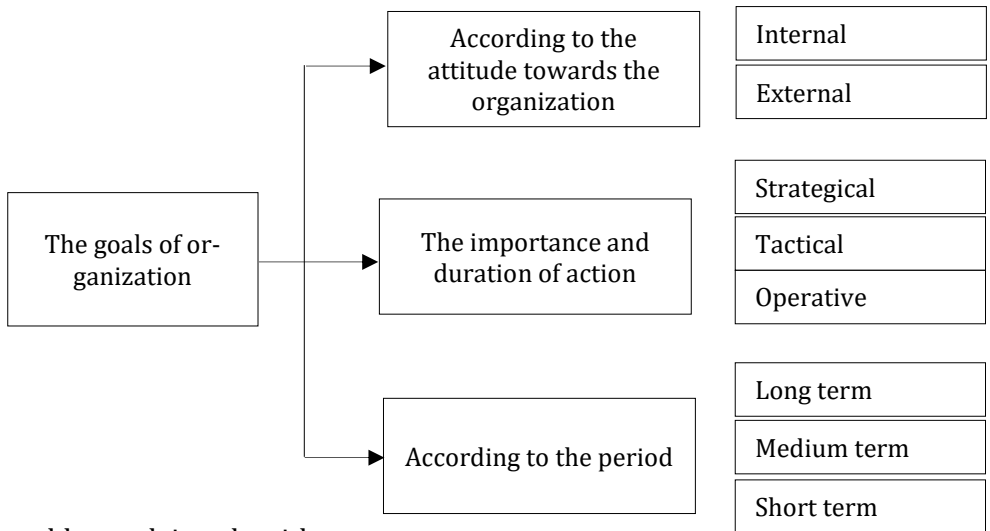 According to the
attitude towards the
organization
Internal
External
The goals of or-
ganization
The importance and
duration of action
Strategical
Tactical
Operative
According to the period
Long term
Medium term
Short term